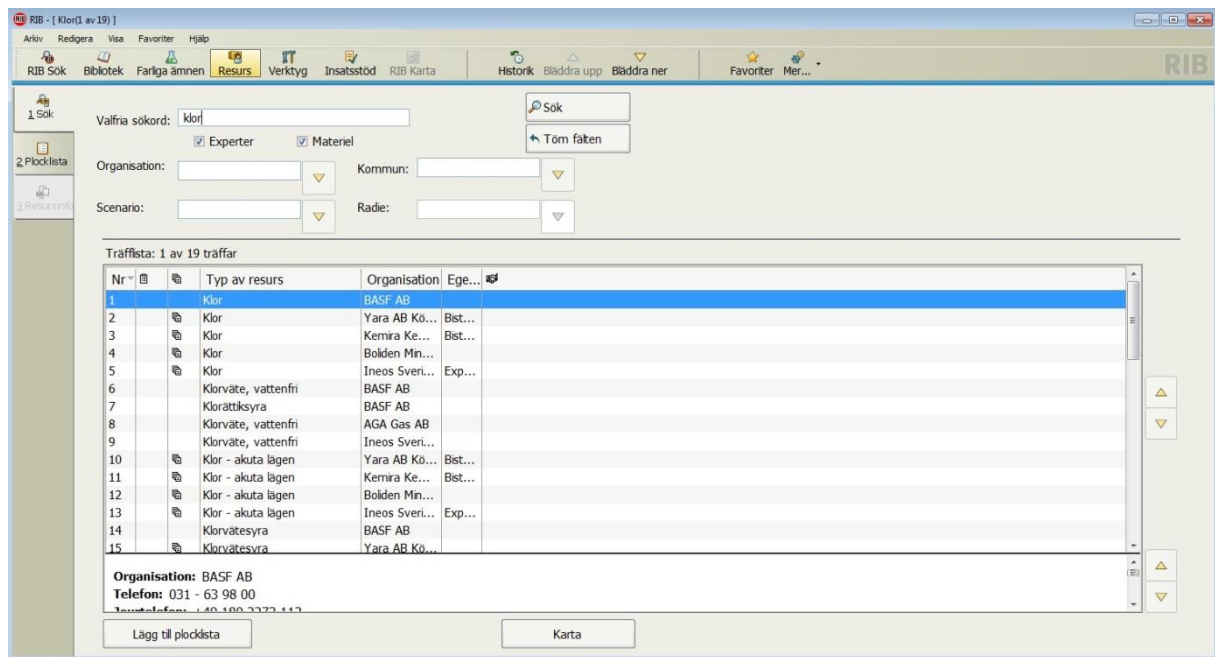 RIB - [ Klor(1 av 19) ]
Arkiv Redigera Visa Favoriter Hjälp
RIB Sök Bibliotek Farliga ämnen Resurs Verktyg Insatsstöd RIB Karta Historik Bläddra upp Bläddra ner Favoriter Mer... RIB
1 Sök
2 Plocklista
3 Resursinfo
Valfria sökord: klor Sök
Experter Materiel Töm fälten
Organisation: Kommun:
Scenario: Radie:
Träfflista: 1 av 19 träffar
Nr Typ av resurs Organisation Ege...
1 Klor BASF AB
2 Klor Yara AB Kö... Bist...
3 Klor Kemira Ke... Bist...
4 Klor Boliden Min...
5 Klor Ineos Sveri... Exp...
6 Klorväte, vattenfri BASF AB
7 Klorättiksyra BASF AB
8 Klorväte, vattenfri AGA Gas AB
9 Klorväte, vattenfri Ineos Sveri...
10 Klor - akuta lägen Yara AB Kö... Bist...
11 Klor - akuta lägen Kemira Ke... Bist...
12 Klor - akuta lägen Boliden Min...
13 Klor - akuta lägen Ineos Sveri... Exp...
14 Klorvätesyra BASF AB
15 Klorvätesyra Yara AB Kö...
Organisation: BASF AB
Telefon: 031 - 63 98 00
Jourtelefon: +49 180 2273 112
Lägg till plocklista Karta